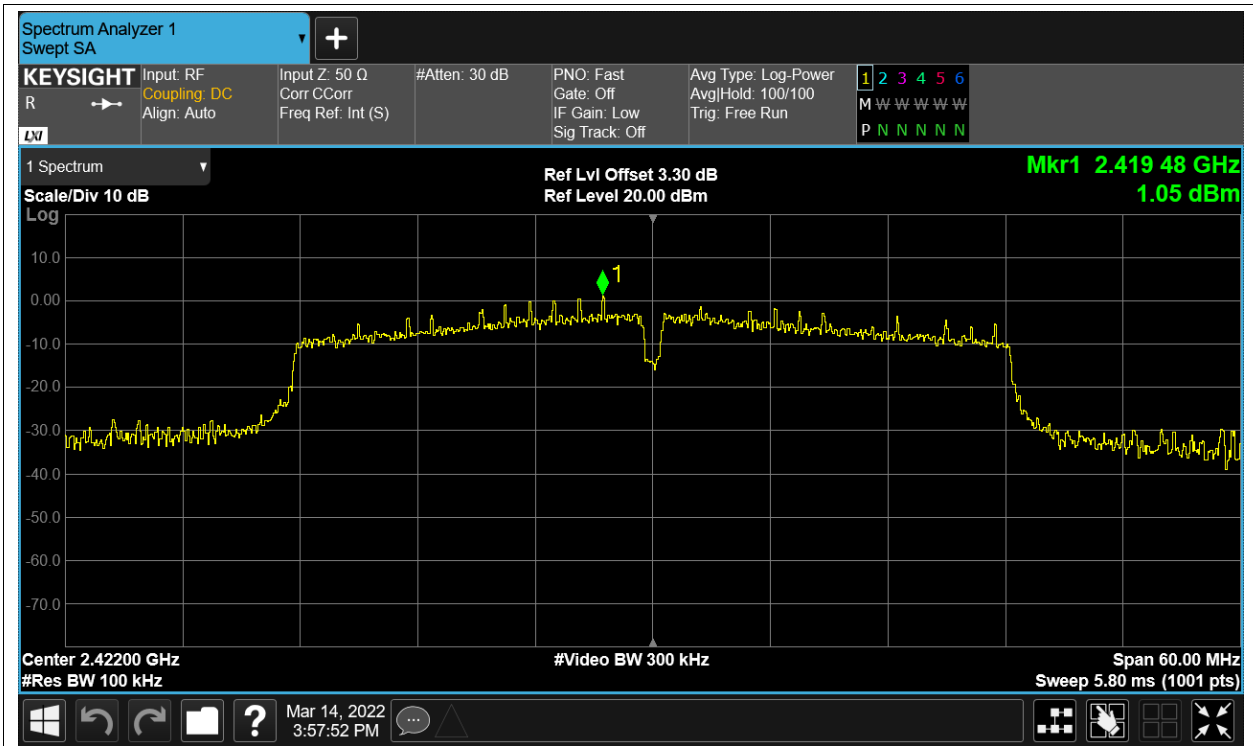 Spectrum Analyzer 1
Swept SA
KEYSIGHT
R
LXI
Input: RF
Coupling: DC
Align: Auto
Input Z: 50 Ω
Corr CCorr
Freq Ref: Int (S)
#Atten: 30 dB
PNO: Fast
Gate: Off
IF Gain: Low
Sig Track: Off
Avg Type: Log-Power
Avg|Hold: 100/100
Trig: Free Run
1 2 3 4 5 6
M W W W W W
P N N N N N
1 Spectrum
Scale/Div 10 dB
Log
Ref Lvl Offset 3.30 dB
Ref Level 20.00 dBm
Mkr1 2.419 48 GHz
1.05 dBm
1
10.0
0.00
-10.0
-20.0
-30.0
-40.0
-50.0
-60.0
-70.0
Center 2.42200 GHz
#Res BW 100 kHz
#Video BW 300 kHz
Span 60.00 MHz
Sweep 5.80 ms (1001 pts)
?
Mar 14, 2022
3:57:52 PM